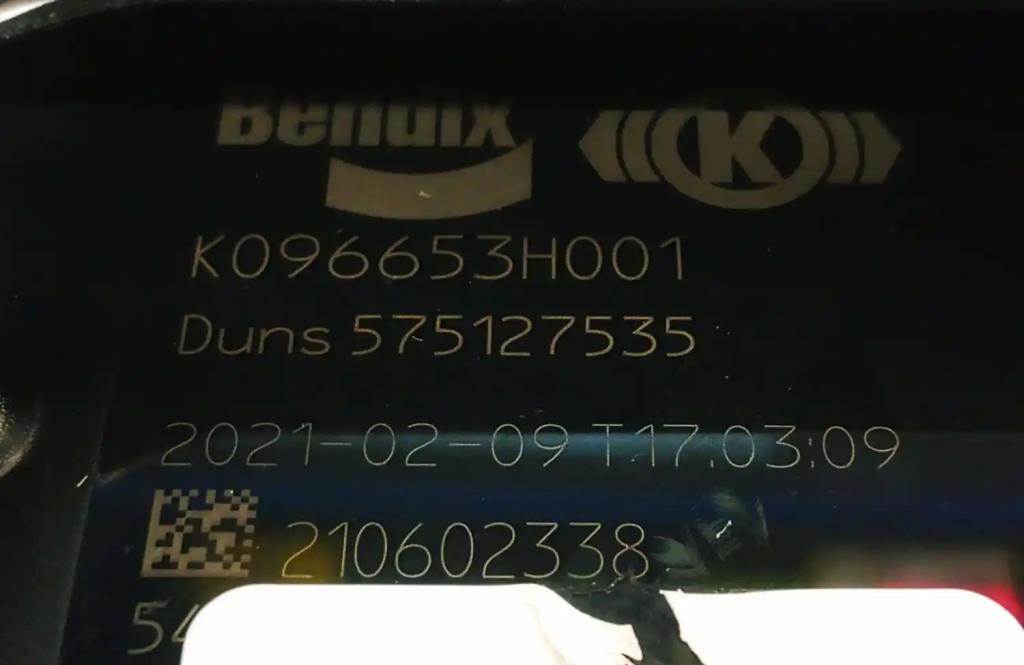 Bendix K
K096653H001
Duns 575127535
2021-02-09 T17:03:09
210602338